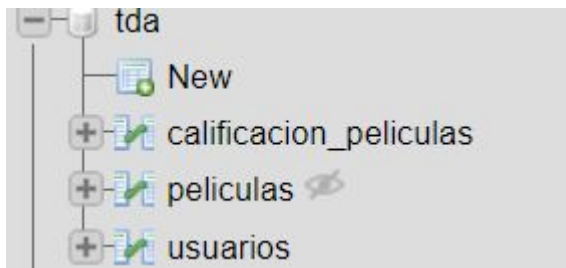 tda
New
calificacion_peliculas
peliculas
usuarios